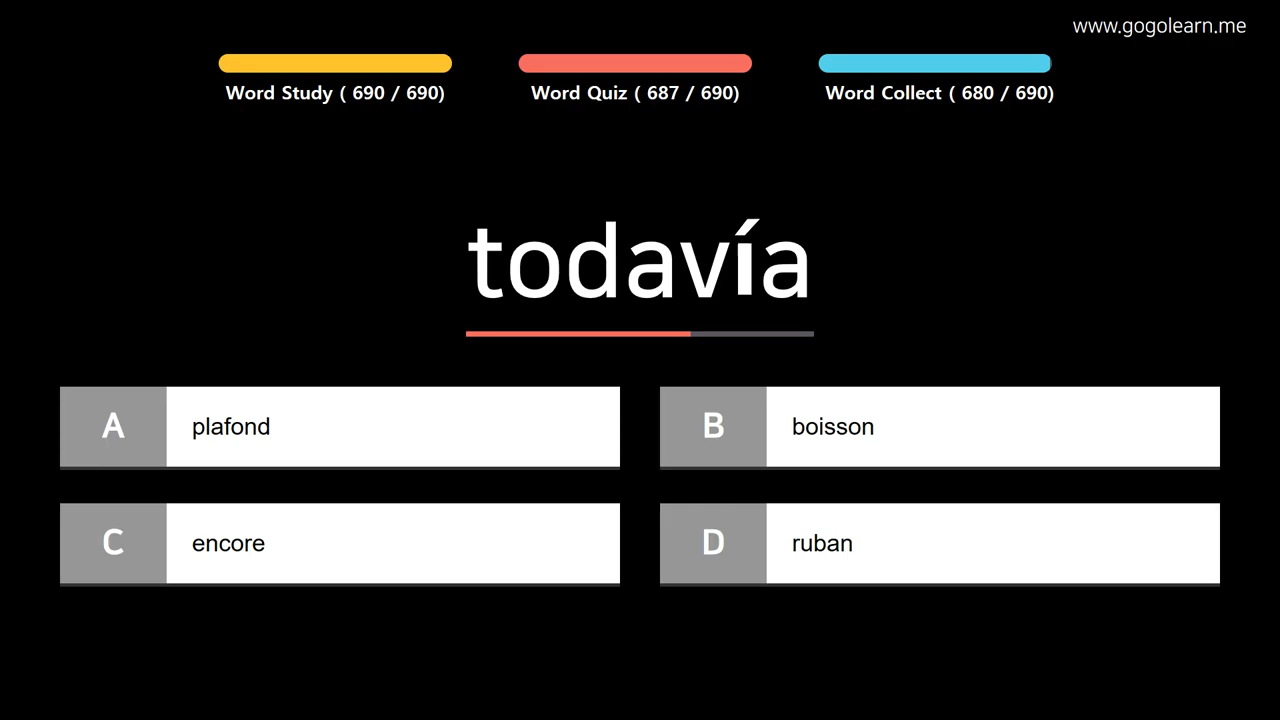 www.gogolearn.me
Word Study ( 690 / 690)
Word Quiz ( 687 / 690)
Word Collect ( 680 / 690)
todavía
A plafond
B boisson
C encore
D ruban